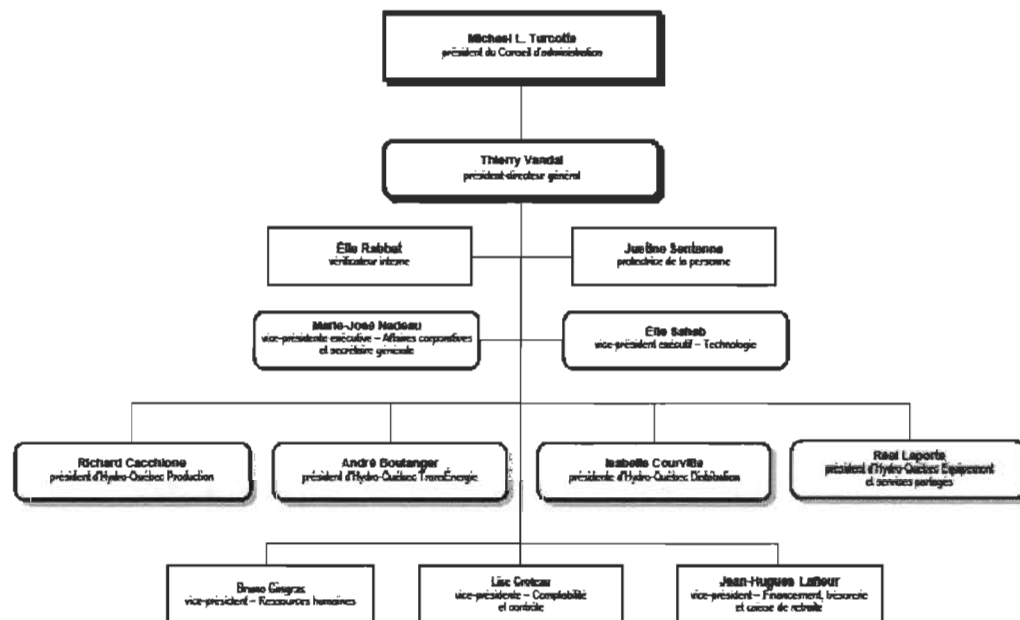 Michael L. Turcotte
président du Conseil d'administration
Thierry Vandal
président-directeur général
Élie Rabbat
vérificateur interne
Justine Sentenne
protectrice de la personne
Marie-José Nadeau
vice-présidente exécutive – Affaires corporatives
et secrétaire générale
Élie Saheb
vice-président exécutif – Technologie
Richard Cacchione
président d'Hydro-Québec Production
André Boulanger
président d'Hydro-Québec TransÉnergie
Isabelle Courville
présidente d'Hydro-Québec Distribution
Réal Laporte
président d'Hydro-Québec Équipement
et services partagés
Bruno Gingras
vice-président – Ressources humaines
Lise Croteau
vice-présidente – Comptabilité
et contrôle
Jean-Hugues Lafleur
vice-président – Financement, trésorerie
et caisse de retraite